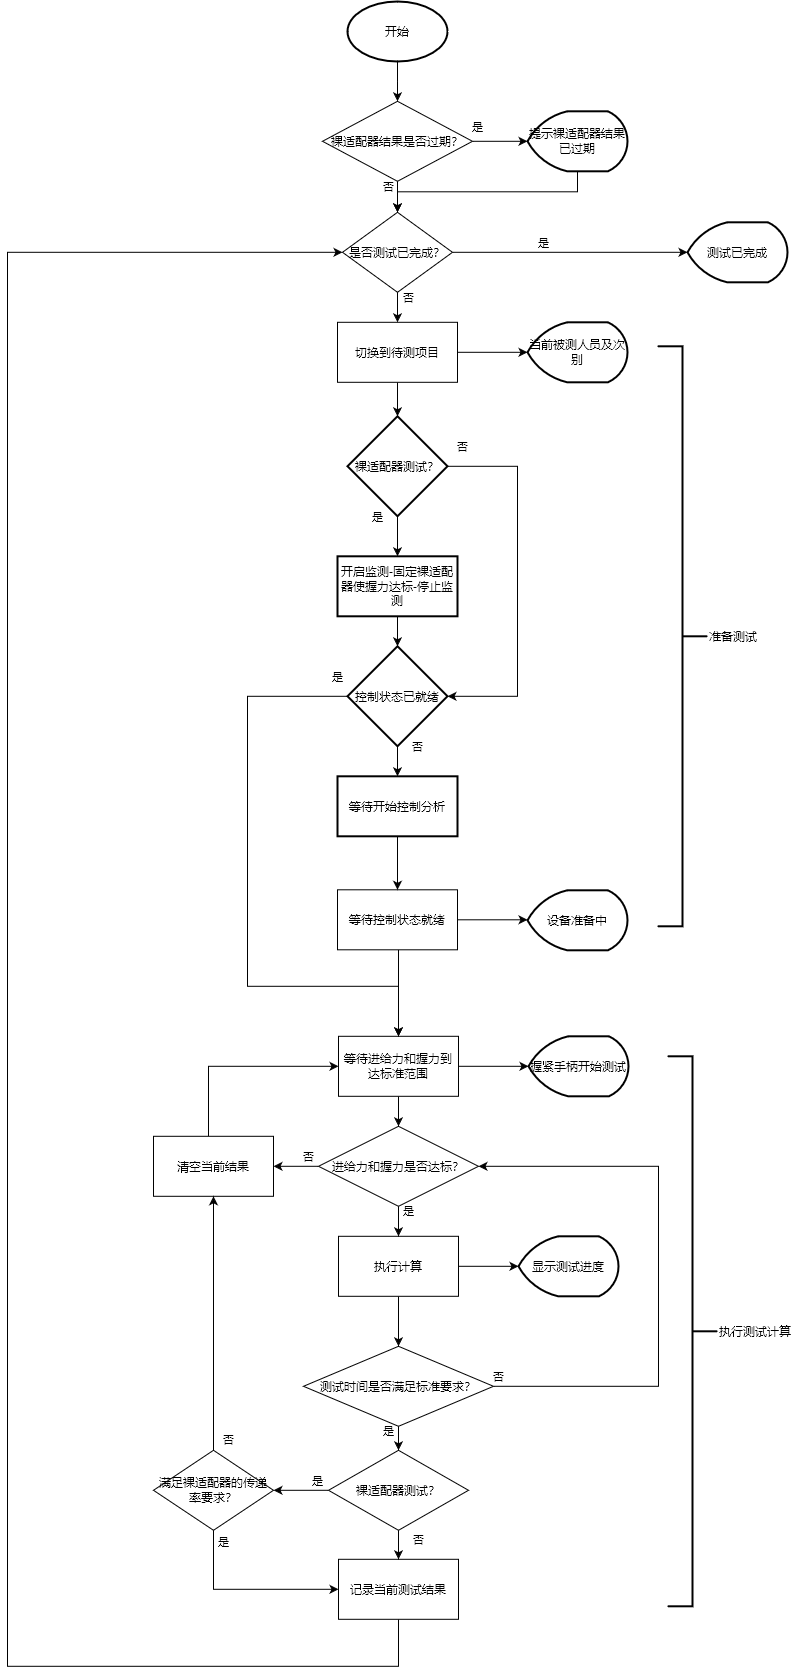 开始
裸适配器结果是否过期?
是
提示裸适配器结果
已过期
否
是否测试已完成?
是
测试已完成
否
切换到待测项目
当前被测人员及次
别
裸适配器测试?
否
是
开启监测-固定裸适配
器使握力达标-停止监
测
准备测试
是
控制状态已就绪
否
等待开始控制分析
等待控制状态就绪
设备准备中
等待进给力和握力到
达标准范围
握紧手柄开始测试
清空当前结果
否
进给力和握力是否达标?
是
执行计算
显示测试进度
执行测试计算
测试时间是否满足标准要求?
否
是
否
满足裸适配器的传递
率要求?
是
裸适配器测试?
是
否
记录当前测试结果